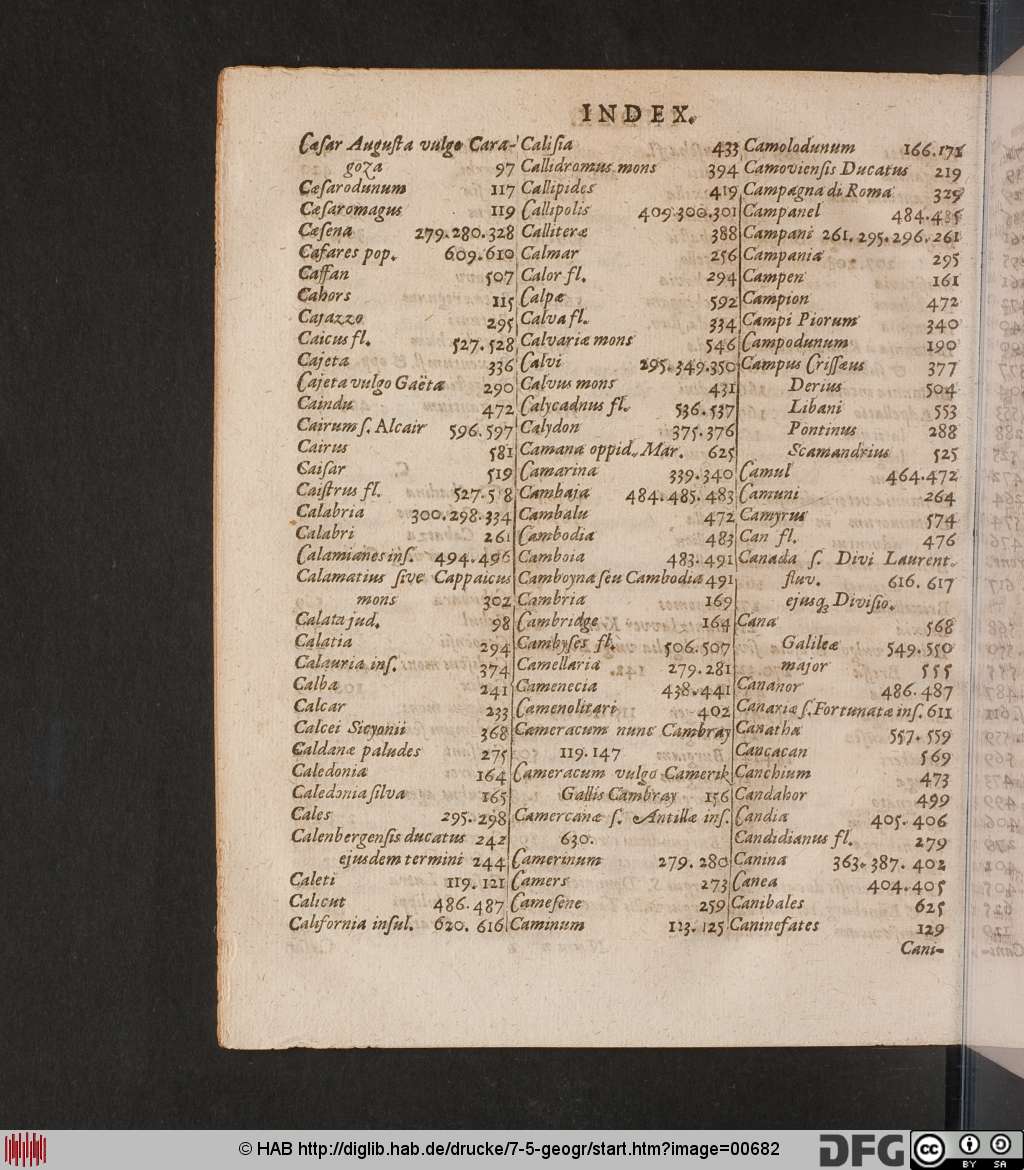 INDEX.
Cæsar Augusta vulgo Cara-
goza 97
Cæsarodunum 117
Cæsaromagus 119
Cæsena 279.280.328
Cafares pop. 609.610
Caffan 507
Cahors 115
Cajazzo 295
Caicus fl. 527.528
Cajeta 336
Cajeta vulgo Gaëta 290
Caindu 472
Cairum s. Alcair 596.597
Cairus 581
Caisar 519
Caistrus fl. 527.5 8
Calabria 300.298.334
Calabri 261
Calamianes ins. 494.496
Calamatius sive Cappaicus
mons 302
Calata jud. 98
Calatia 294
Calauria ins. 374
Calba 241
Calcar 233
Calcei Sicyonii 368
Caldanæ paludes 275
Caledonia 164
Caledonia silva 165
Cales 295.298
Calenbergensis ducatus 242
ejusdem termini 244
Caleti 119.121
Calicut 486.487
California insul. 620.616
Calisia 433
Callidromus mons 394
Callipides 419
Callipolis 409.300.301
Calliteræ 388
Calmar 256
Calor fl. 294
Calpæ 592
Calva fl. 334
Calvariæ mons 546
Calvi 295.349.350
Calvus mons 431
Calycadnus fl. 536.537
Calydon 375.376
Camana oppid. Mar. 625
Camarina 339.340
Cambaja 484.485.483
Cambalu 472
Cambodia 483
Camboia 483.491
Camboyna seu Cambodia 491
Cambria 169
Cambridge 164
Cambyses fl. 506.507
Camellaria 279.281
Camenecia 438.441
Camenolitari 402
Cameracum nunc Cambray
119.147
Cameracum vulgo Camerik
Gallis Cambray 156
Camercanæ s. Antillæ ins.
630.
Camerinum 279.280
Camers 273
Camesene 259
Caminum 123.125
Camolodunum 166.171
Camoviensis Ducatus 219
Campagna di Roma 329
Campanel 484.485
Campani 261.295.296.261
Campania 295
Campen 161
Campion 472
Campi Piorum 340
Campodunum 190
Campus Crissæus 377
Derius 504
Libani 553
Pontinus 288
Scamandrius 525
Camul 464.472
Camuni 264
Camyrus 574
Can fl. 476
Canada s. Divi Laurent.
fluv. 616.617
ejusq; Divisio.
Cana 568
Galileæ 549.550
major 555
Cananor 486.487
Canariæ s. Fortunatæ ins. 611
Canatha 557.559
Cancacan 569
Canchium 473
Candahor 499
Candia 405.406
Candidianus fl. 279
Canina 363.387.402
Canea 404.405
Canibales 625
Caninefates 129
Cani-
© HAB http://diglib.hab.de/drucke/7-5-geogr/start.htm?image=00682
DFG
cc
BY SA